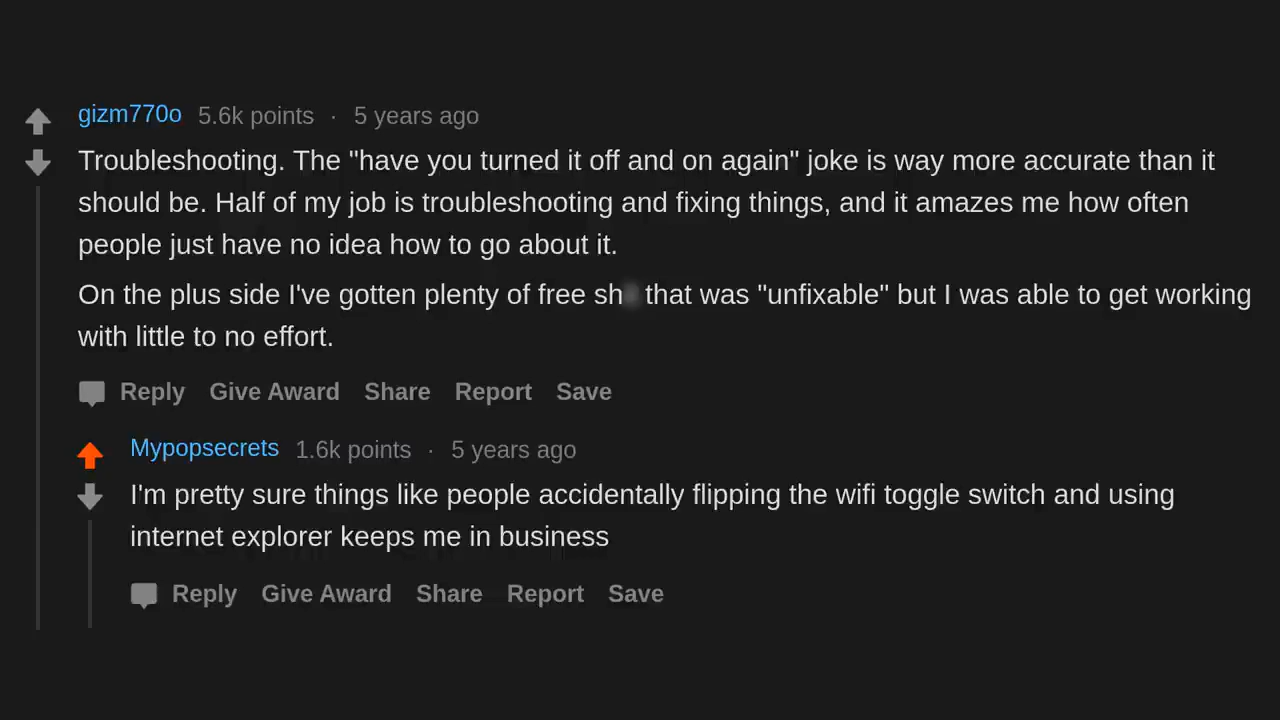 gizm770o 5.6k points · 5 years ago
Troubleshooting. The "have you turned it off and on again" joke is way more accurate than it
should be. Half of my job is troubleshooting and fixing things, and it amazes me how often
people just have no idea how to go about it.
On the plus side I've gotten plenty of free sh that was "unfixable" but I was able to get working
with little to no effort.
Reply Give Award Share Report Save
Mypopsecrets 1.6k points · 5 years ago
I'm pretty sure things like people accidentally flipping the wifi toggle switch and using
internet explorer keeps me in business
Reply Give Award Share Report Save